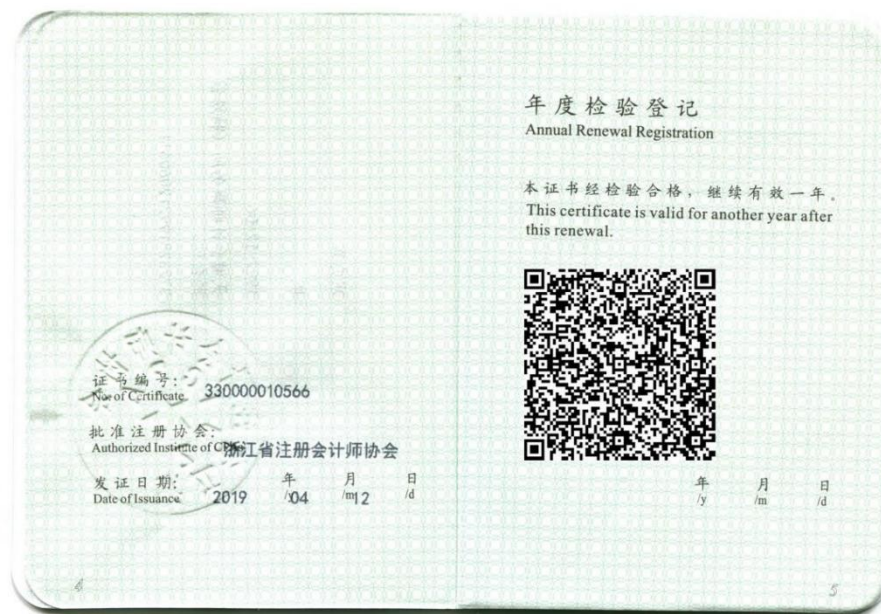 证书编号: 330000010566
No. of Certificate
批准注册协会: 浙江省注册会计师协会
Authorized Institute of CPAs
发证日期: 2019 年 04 月 12 日
Date of Issuance /y /m /d
4
年度检验登记
Annual Renewal Registration
本证书经检验合格，继续有效一年。
This certificate is valid for another year after
this renewal.
年 月 日
/y /m /d
5